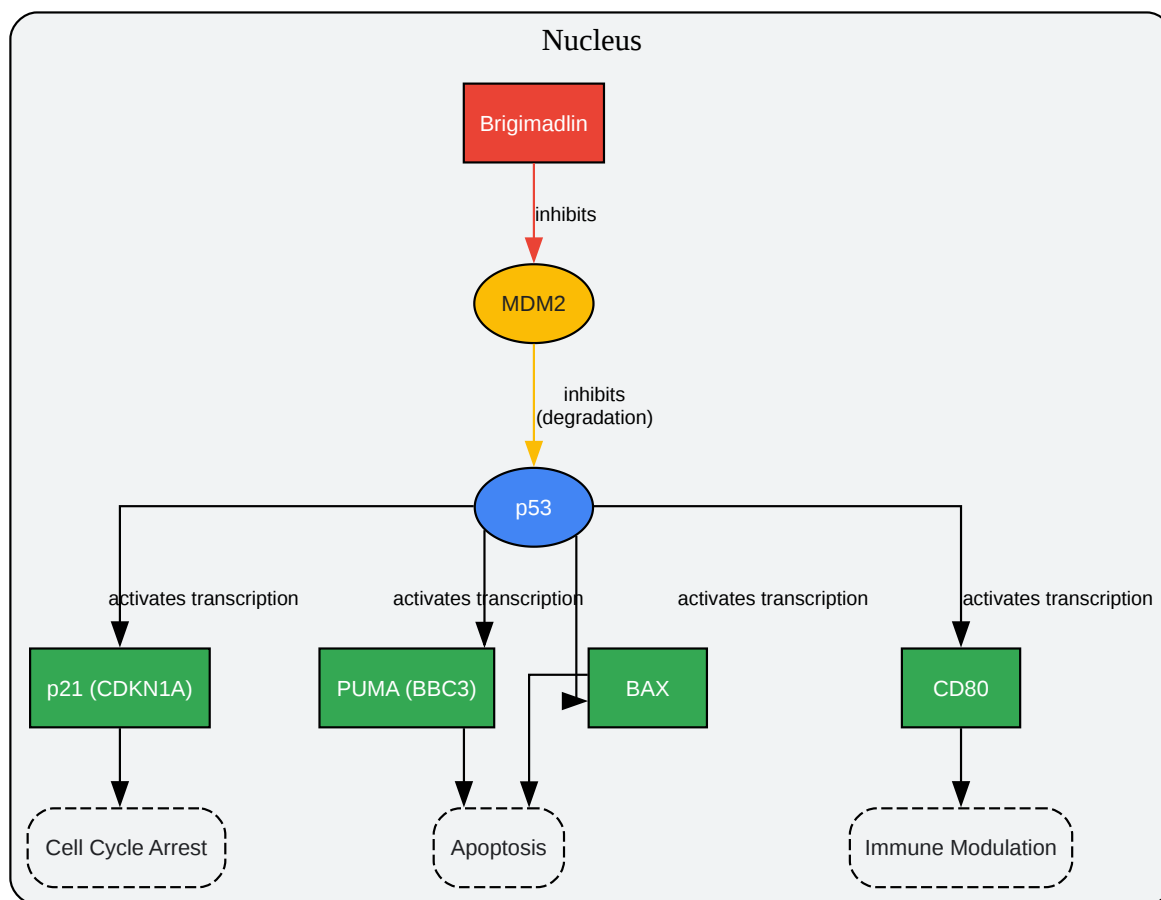 Nucleus
Brigimadlin
inhibits
MDM2
inhibits
(degradation)
p53
activates transcription
activates transcription
activates transcription
activates transcription
p21 (CDKN1A)
PUMA (BBC3)
BAX
CD80
Cell Cycle Arrest
Apoptosis
Immune Modulation